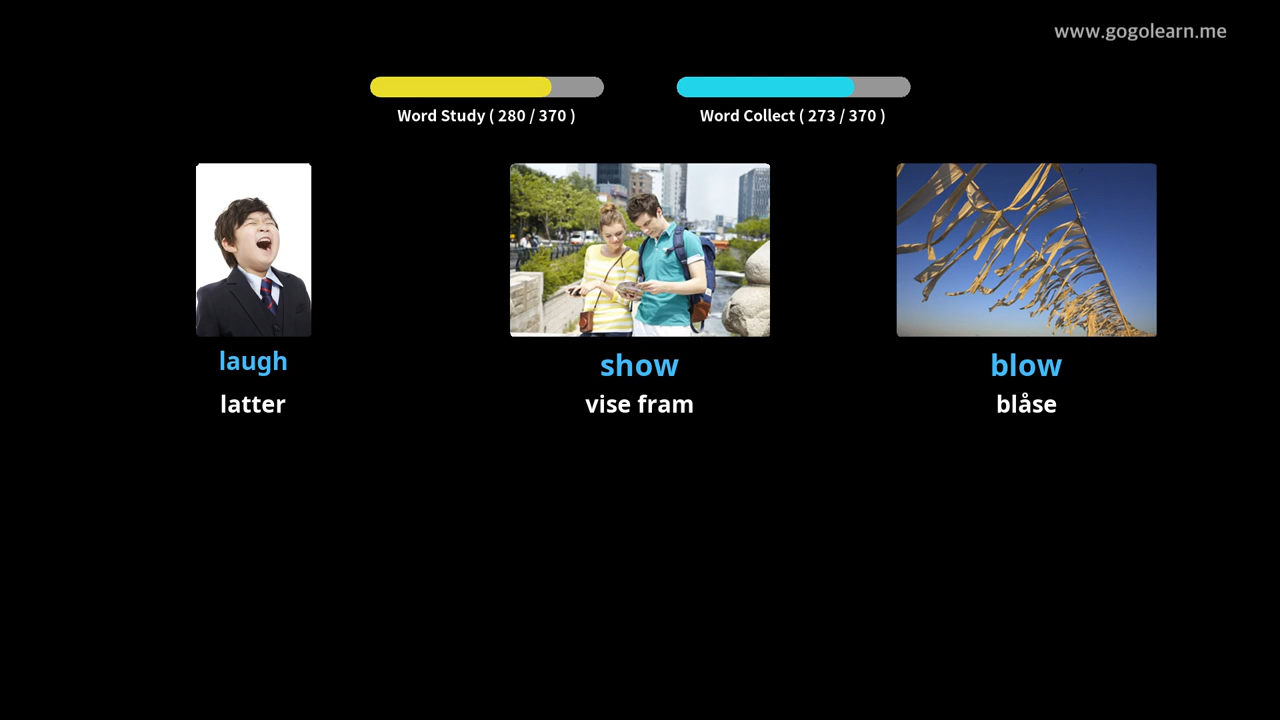 www.gogolearn.me
Word Study ( 280 / 370 )
Word Collect ( 273 / 370 )
laugh
latter
show
vise fram
blow
blåse